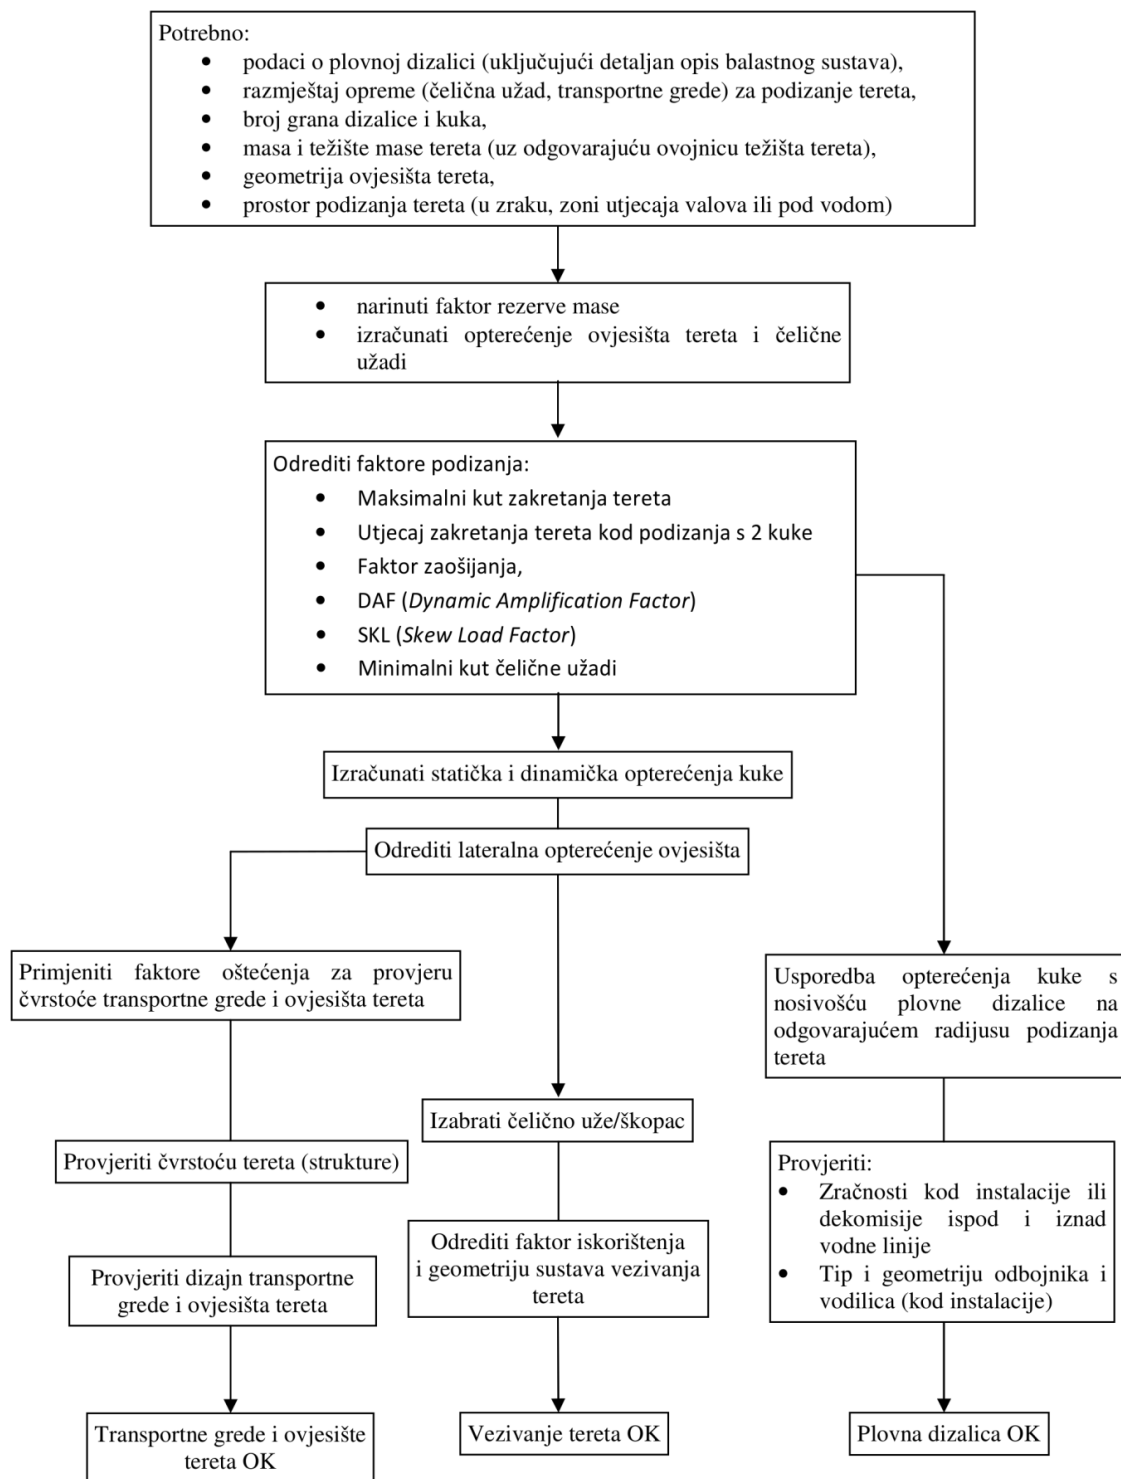 Potrebno:
• podaci o plovnoj dizalici (uključujući detaljan opis balastnog sustava),
• razmještaj opreme (čelična užad, transportne grede) za podizanje tereta,
• broj grana dizalice i kuka,
• masa i težište mase tereta (uz odgovarajuću ovojnicu težišta tereta),
• geometrija ovjesišta tereta,
• prostor podizanja tereta (u zraku, zoni utjecaja valova ili pod vodom)
• narinuti faktor rezerve mase
• izračunati opterećenje ovjesišta tereta i čelične
užadi
Odrediti faktore podizanja:
• Maksimalni kut zakretanja tereta
• Utjecaj zakretanja tereta kod podizanja s 2 kuke
• Faktor zaošijanja,
• DAF (Dynamic Amplification Factor)
• SKL (Skew Load Factor)
• Minimalni kut čelične užadi
Izračunati statička i dinamička opterećenja kuke
Odrediti lateralna opterećenje ovjesišta
Primjeniti faktore oštećenja za provjeru
čvrstoće transportne grede i ovjesišta tereta
Provjeriti čvrstoću tereta (strukture)
Provjeriti dizajn transportne
grede i ovjesišta tereta
Transportne grede i ovjesište
tereta OK
Izabrati čelično uže/škopac
Odrediti faktor iskorištenja
i geometriju sustava vezivanja
tereta
Vezivanje tereta OK
Usporedba opterećenja kuke s
nosivošću plovne dizalice na
odgovarajućem radijusu podizanja
tereta
Provjeriti:
• Zračnosti kod instalacije ili
dekomisije ispod i iznad
vodne linije
• Tip i geometriju odbojnika i
vodilica (kod instalacije)
Plovna dizalica OK